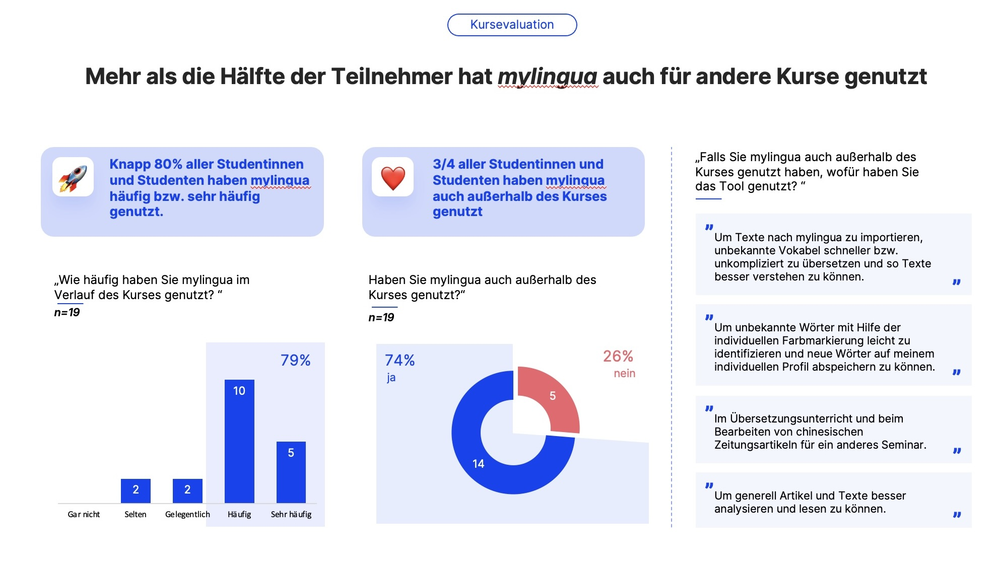 Kursevaluation
Mehr als die Hälfte der Teilnehmer hat mylingua auch für andere Kurse genutzt
Knapp 80% aller Studentinnen
und Studenten haben mylingua
häufig bzw. sehr häufig
genutzt.
„Wie häufig haben Sie mylingua im
Verlauf des Kurses genutzt? “
n=19
79%
10
5
2
2
Gar nicht
Selten
Gelegentlich
Häufig
Sehr häufig
3/4 aller Studentinnen und
Studenten haben mylingua
auch außerhalb des Kurses
genutzt
Haben Sie mylingua auch außerhalb des
Kurses genutzt?“
n=19
74%
ja
26%
nein
5
14
„Falls Sie mylingua auch außerhalb des
Kurses genutzt haben, wofür haben Sie
das Tool genutzt? “
”
Um Texte nach mylingua zu importieren,
unbekannte Vokabel schneller bzw.
unkompliziert zu übersetzen und so Texte
besser verstehen zu können.
”
”
Um unbekannte Wörter mit Hilfe der
individuellen Farbmarkierung leicht zu
identifizieren und neue Wörter auf meinem
individuellen Profil abspeichern zu können.
”
”
Im Übersetzungsunterricht und beim
Bearbeiten von chinesischen
Zeitungsartikeln für ein anderes Seminar.
”
”
Um generell Artikel und Texte besser
analysieren und lesen zu können.
”